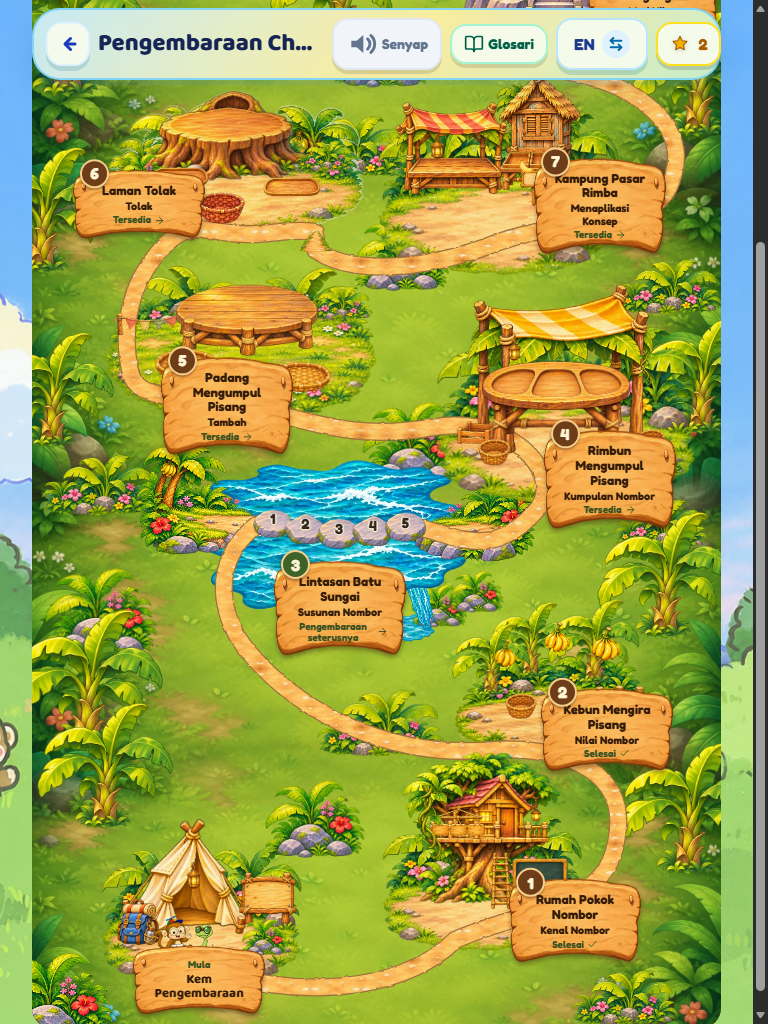 Pengembaraan Ch...
Senyap
Glosari
EN
2
6
Laman Tolak
Tolak
Tersedia →
7
Kampung Pasar
Rimba
Menaplikasi
Konsep
Tersedia →
5
Padang
Mengumpul
Pisang
Tambah
Tersedia →
4
Rimbun
Mengumpul
Pisang
Kumpulan Nombor
Tersedia →
1 2 3 4 5
3
Lintasan Batu
Sungai
Susunan Nombor
Pengembaraan
seterusnya →
2
Kebun Mengira
Pisang
Nilai Nombor
Selesai ✓
1
Rumah Pokok
Nombor
Kenal Nombor
Selesai ✓
Mula
Kem
Pengembaraan